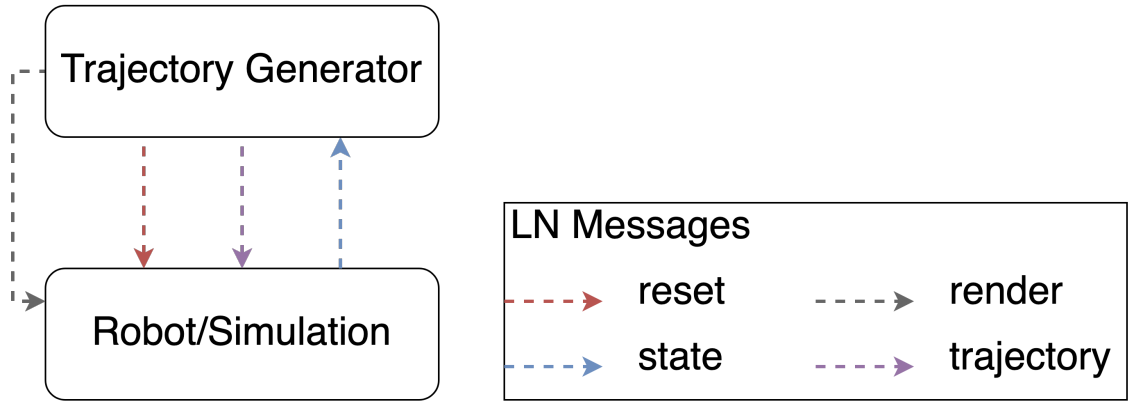 Trajectory Generator
Robot/Simulation
LN Messages
reset
render
state
trajectory